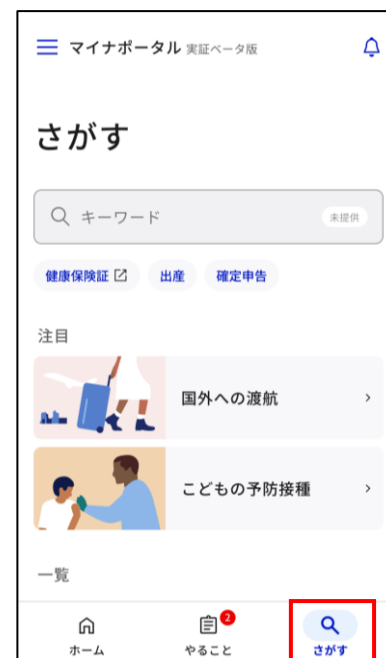 マイナポータル 実証ベータ版
さがす
キーワード 未提供
健康保険証 出産 確定申告
注目
国外への渡航
こどもの予防接種
一覧
2
ホーム やること さがす